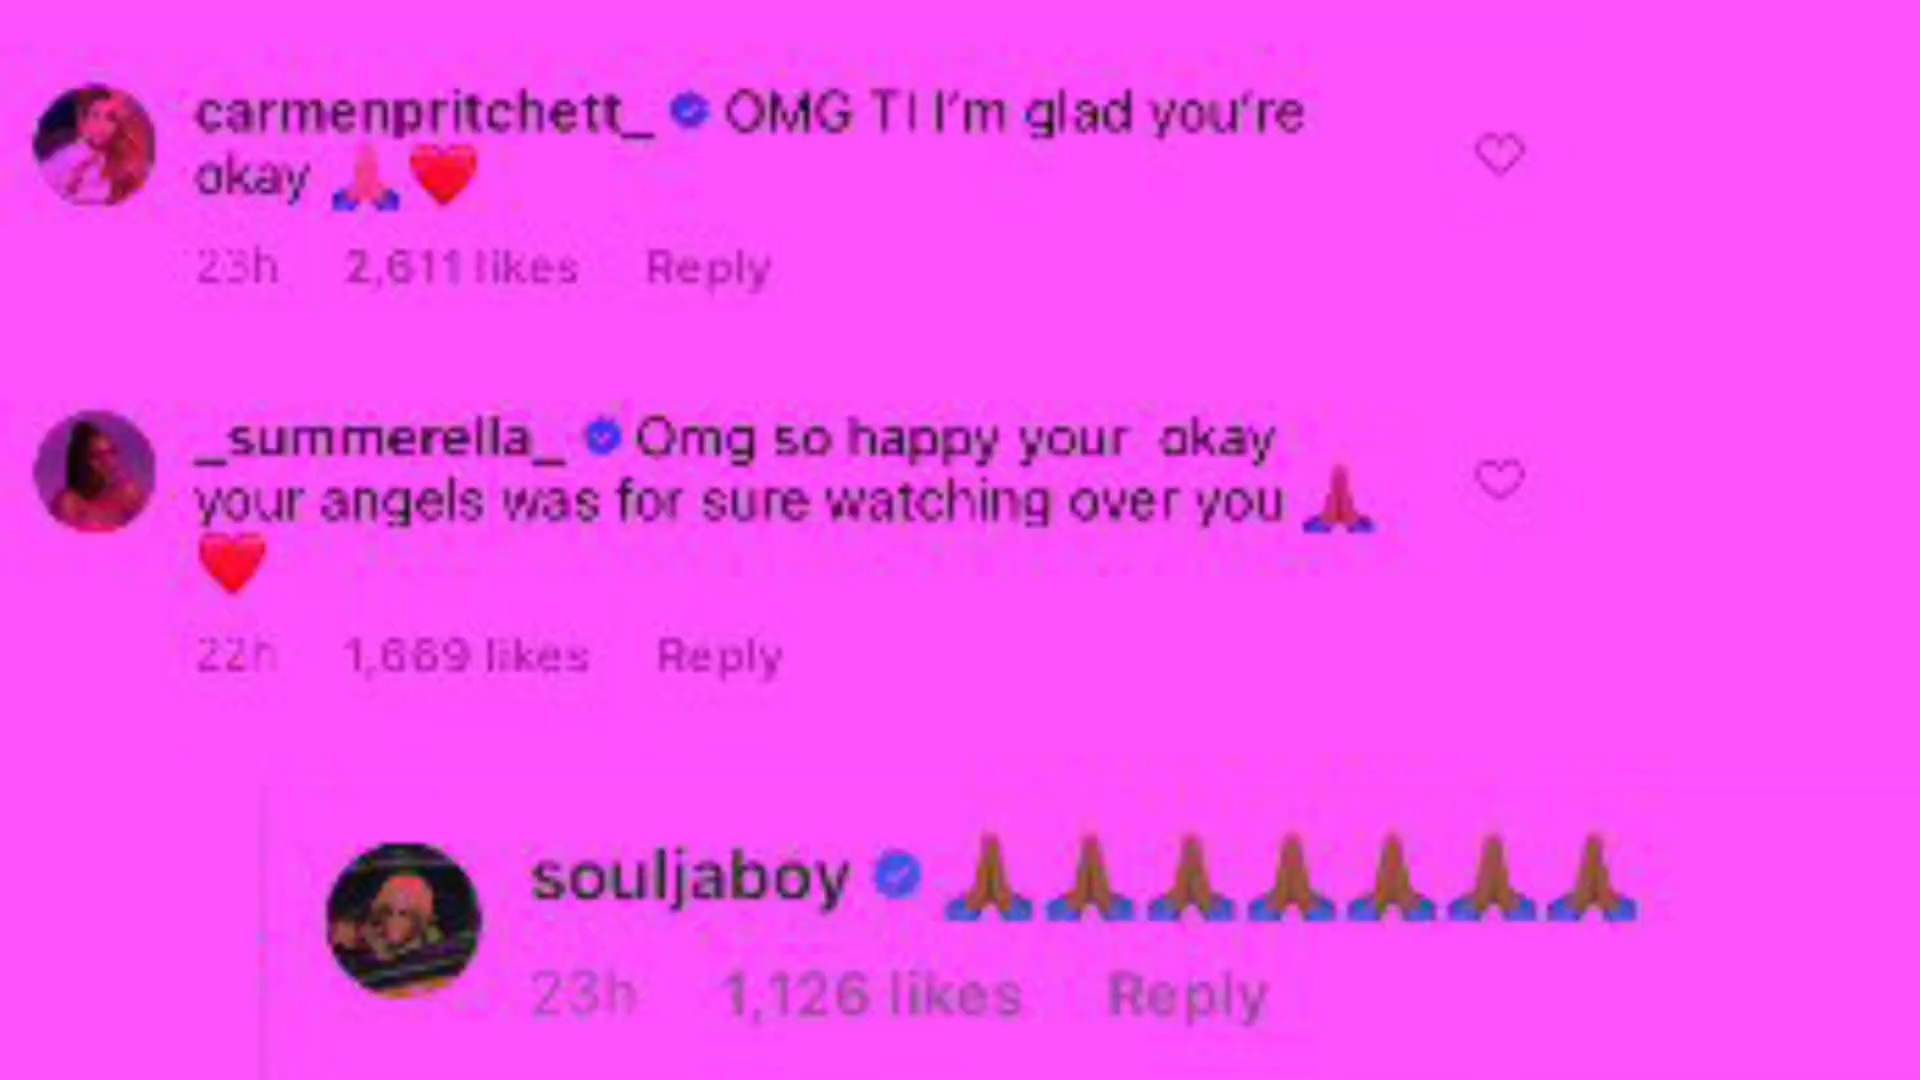 carmenpritchett_ OMG TI I'm glad you're
okay 🙏❤️
23h 2,611 likes Reply
_summerella_ Omg so happy your okay
your angels was for sure watching over you 🙏
❤️
22h 1,669 likes Reply
souljaboy 🙏🙏🙏🙏🙏🙏🙏
23h 1,126 likes Reply